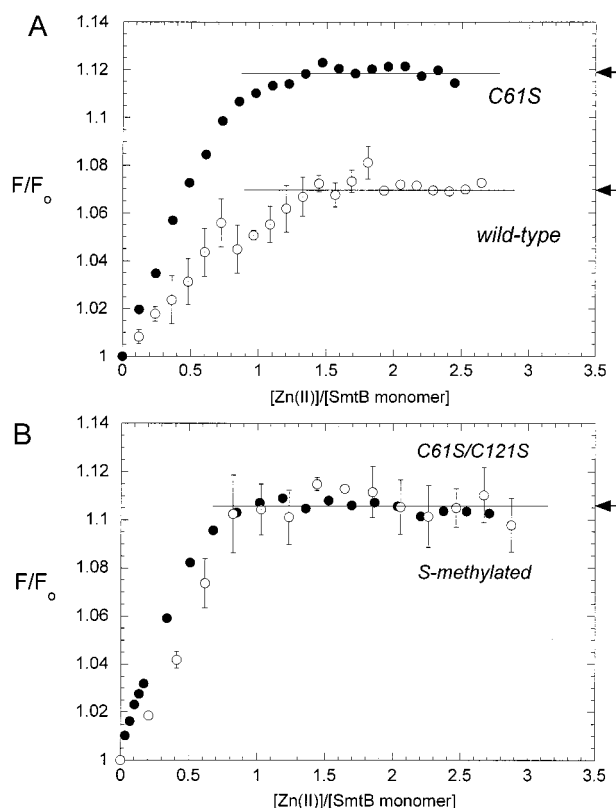 A
1.14
1.12
1.1
1.08
1.06
1.04
1.02
1
F/Fo
C61S
wild-type
0 0.5 1 1.5 2 2.5 3
[Zn(II)]/[SmtB monomer]
B
1.14
1.12
1.1
1.08
1.06
1.04
1.02
1
F/Fo
C61S/C121S
S-methylated
0 0.5 1 1.5 2 2.5 3 3.5
[Zn(II)]/[SmtB monomer]